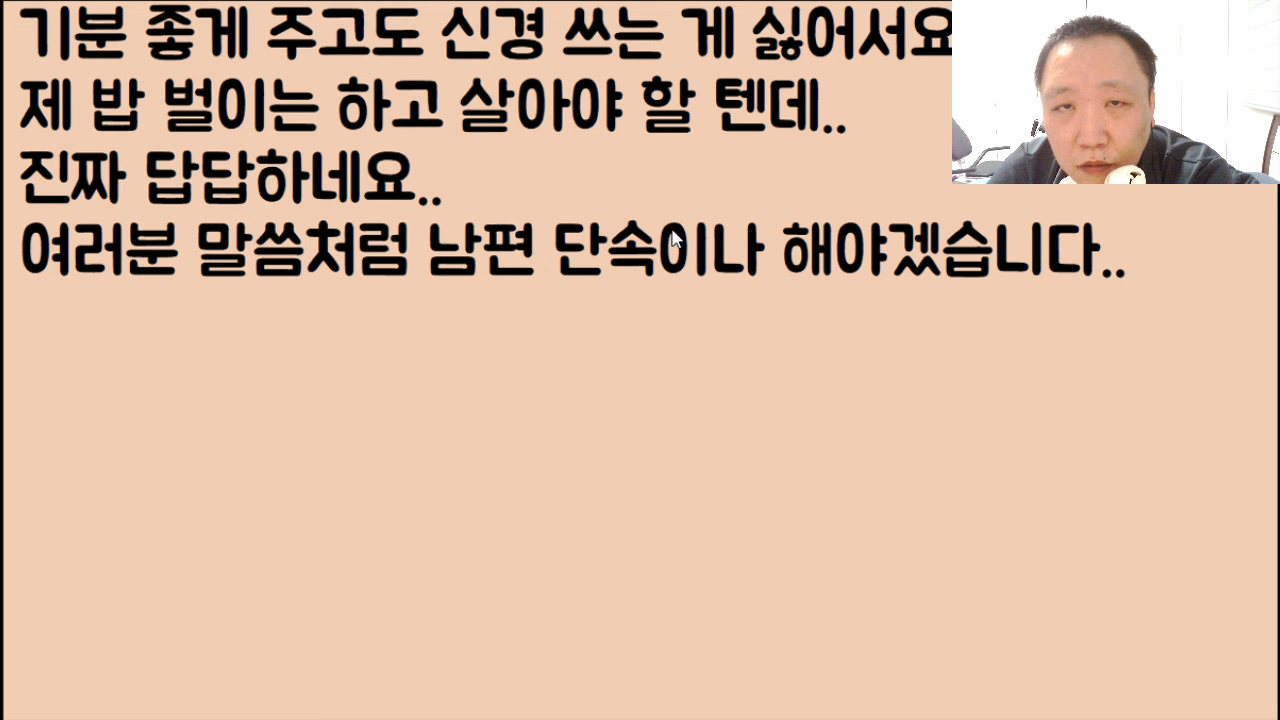 기분 좋게 주고도 신경 쓰는 게 싫어서요
제 밥 벌이는 하고 살아야 할 텐데..
진짜 답답하네요..
여러분 말씀처럼 남편 단속이나 해야겠습니다..